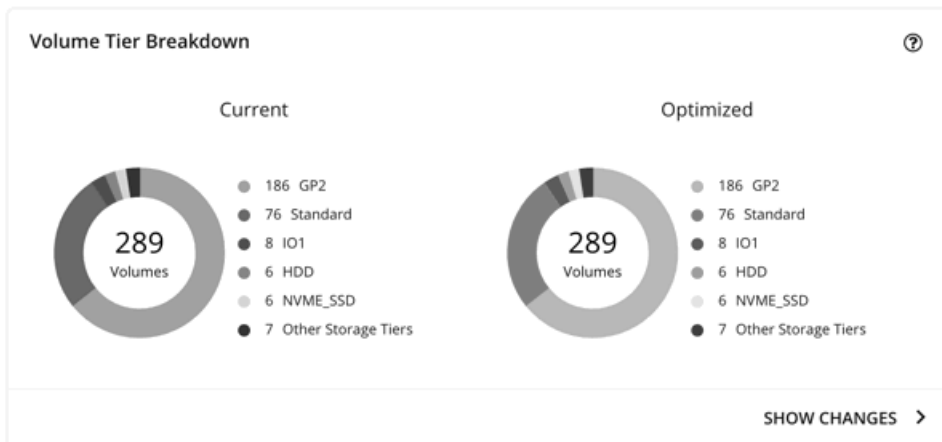 Volume Tier Breakdown
Current
289
Volumes
186 GP2
76 Standard
8 IO1
6 HDD
6 NVME_SSD
7 Other Storage Tiers
Optimized
289
Volumes
186 GP2
76 Standard
8 IO1
6 HDD
6 NVME_SSD
7 Other Storage Tiers
SHOW CHANGES